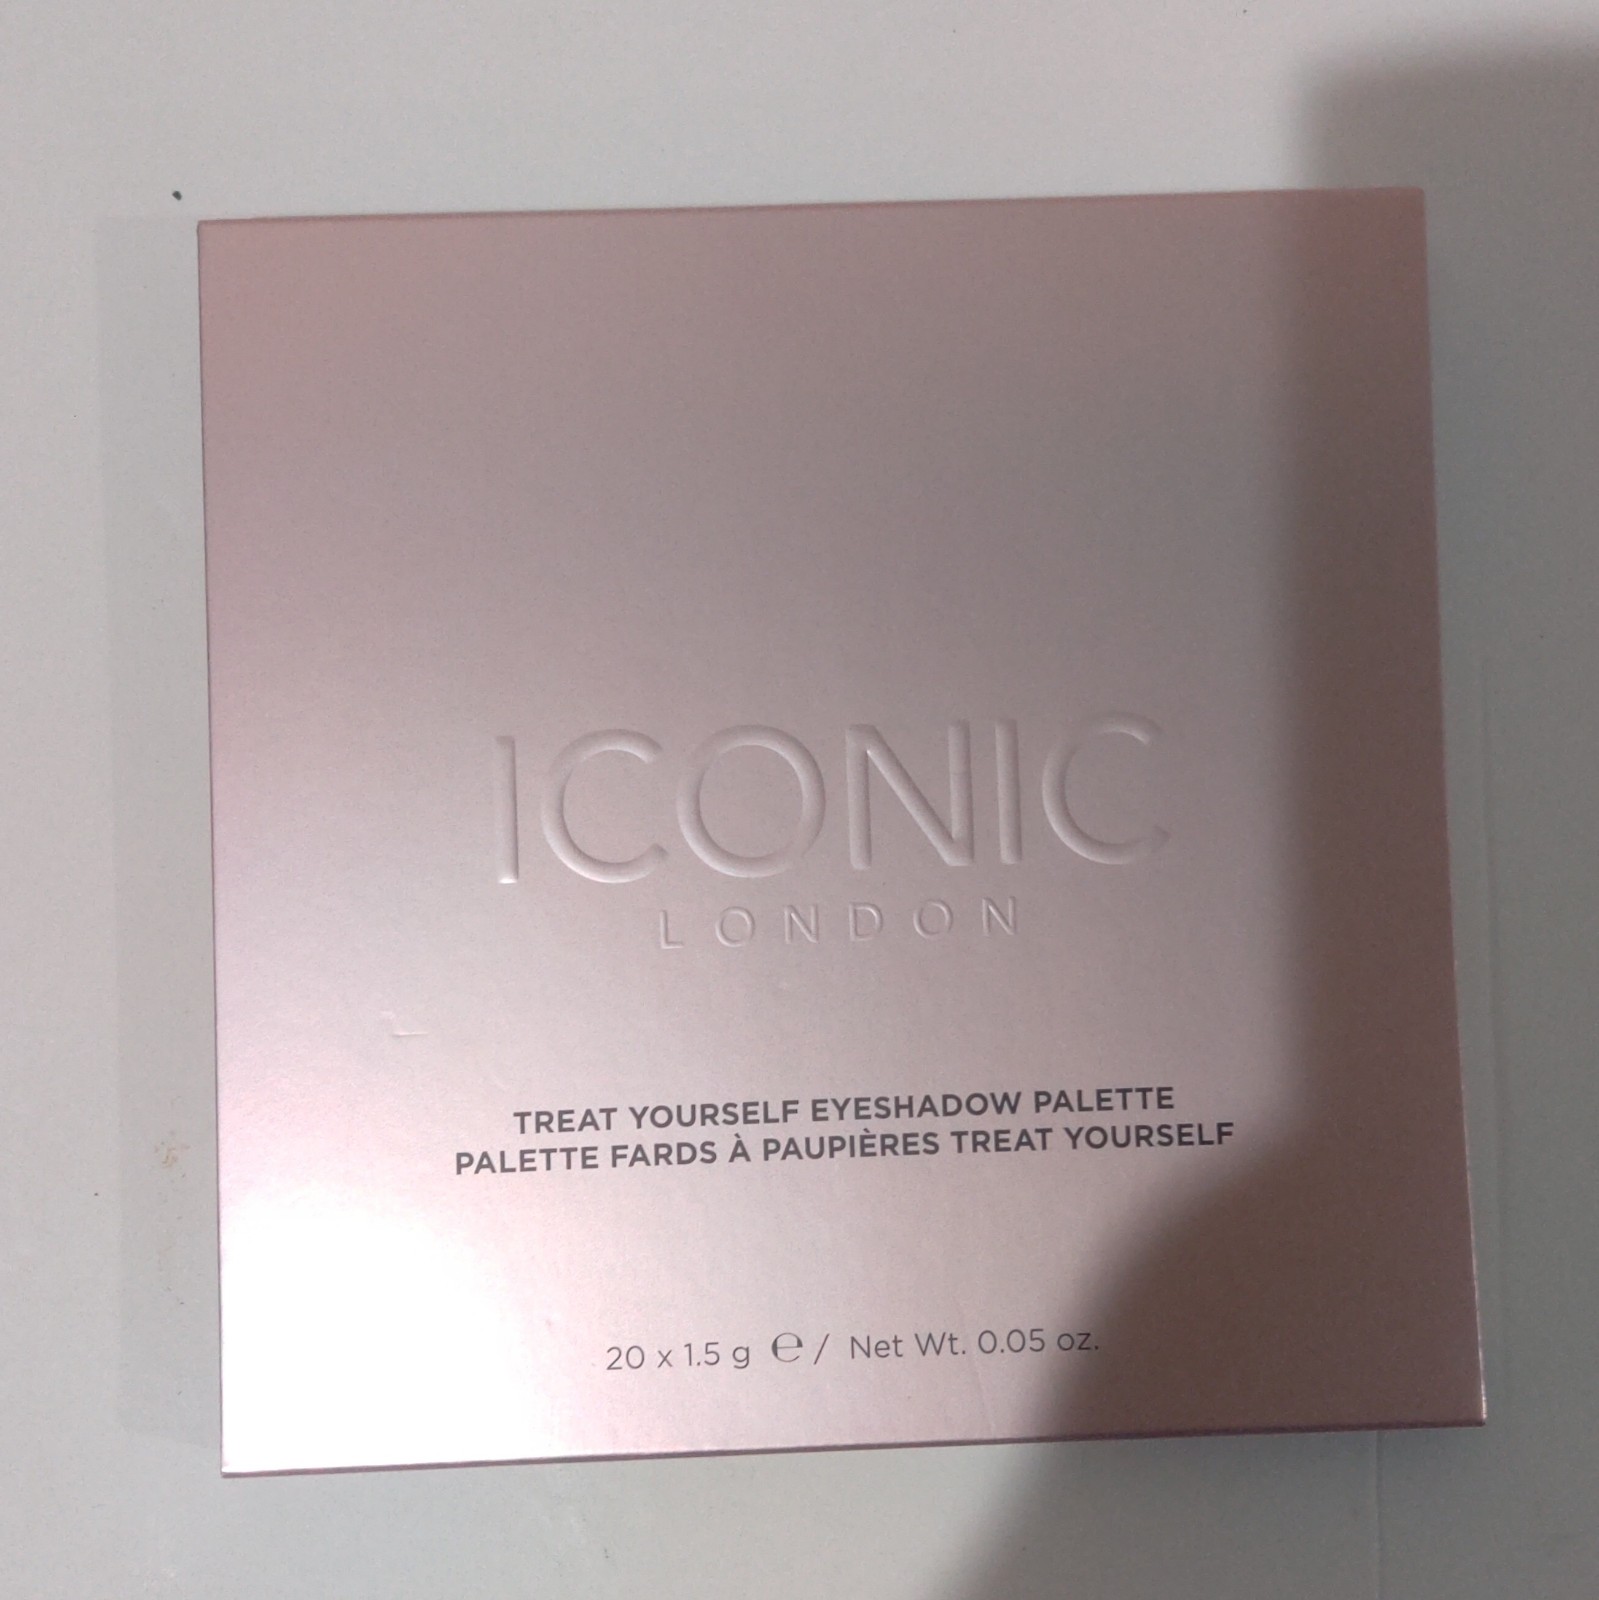 ICONIC
LONDON
TREAT YOURSELF EYESHADOW PALETTE
PALETTE FARDS À PAUPIÈRES TREAT YOURSELF
20 x 1.5 g ℮ / Net Wt. 0.05 oz.